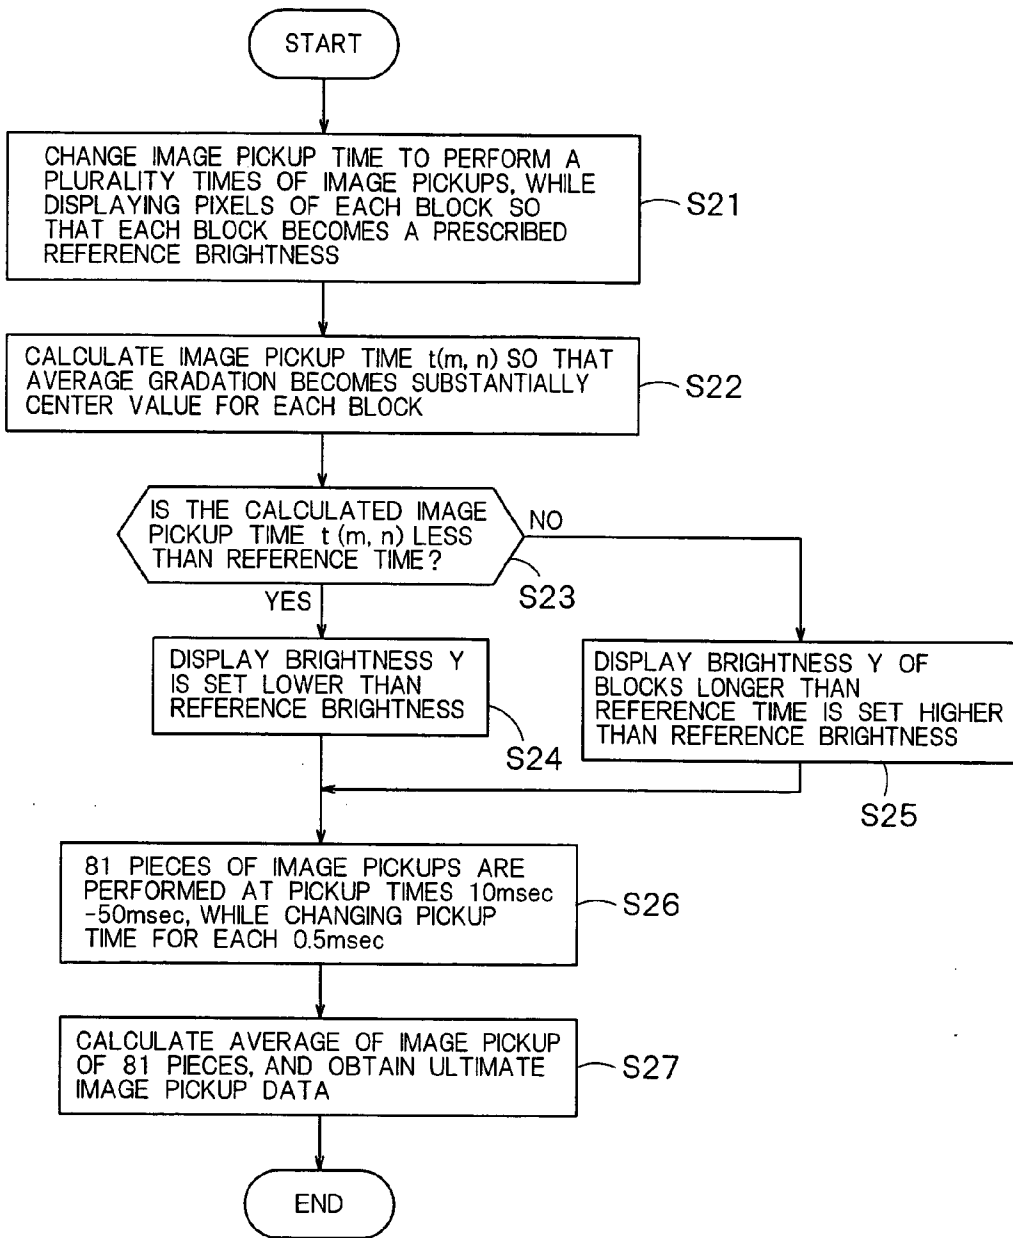 START
CHANGE IMAGE PICKUP TIME TO PERFORM A
PLURALITY TIMES OF IMAGE PICKUPS, WHILE
DISPLAYING PIXELS OF EACH BLOCK SO
THAT EACH BLOCK BECOMES A PRESCRIBED
REFERENCE BRIGHTNESS
S21
CALCULATE IMAGE PICKUP TIME t(m, n) SO THAT
AVERAGE GRADATION BECOMES SUBSTANTIALLY
CENTER VALUE FOR EACH BLOCK
S22
IS THE CALCULATED IMAGE
PICKUP TIME t (m, n) LESS
THAN REFERENCE TIME?
NO
S23
YES
DISPLAY BRIGHTNESS Y
IS SET LOWER THAN
REFERENCE BRIGHTNESS
S24
DISPLAY BRIGHTNESS Y OF
BLOCKS LONGER THAN
REFERENCE TIME IS SET HIGHER
THAN REFERENCE BRIGHTNESS
S25
81 PIECES OF IMAGE PICKUPS ARE
PERFORMED AT PICKUP TIMES 10msec
-50msec, WHILE CHANGING PICKUP
TIME FOR EACH 0.5msec
S26
CALCULATE AVERAGE OF IMAGE PICKUP
OF 81 PIECES, AND OBTAIN ULTIMATE
IMAGE PICKUP DATA
S27
END